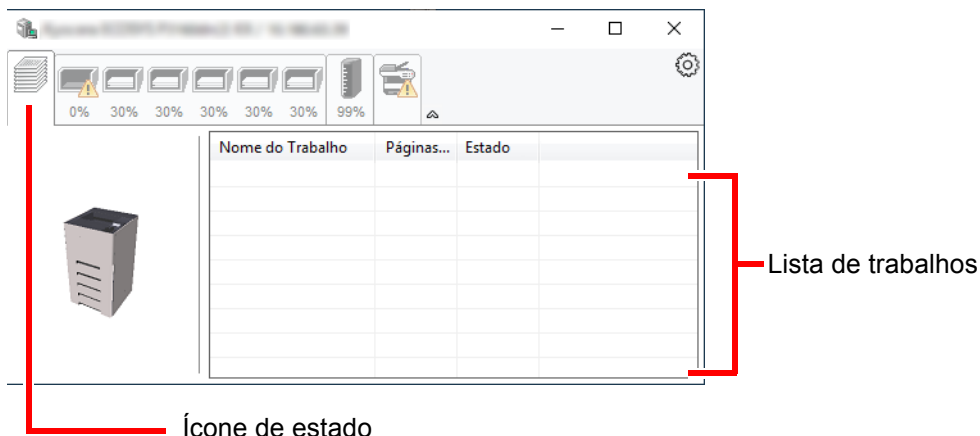 0% 30% 30% 30% 30% 30% 99%
Nome do Trabalho Páginas... Estado
Lista de trabalhos
Ícone de estado